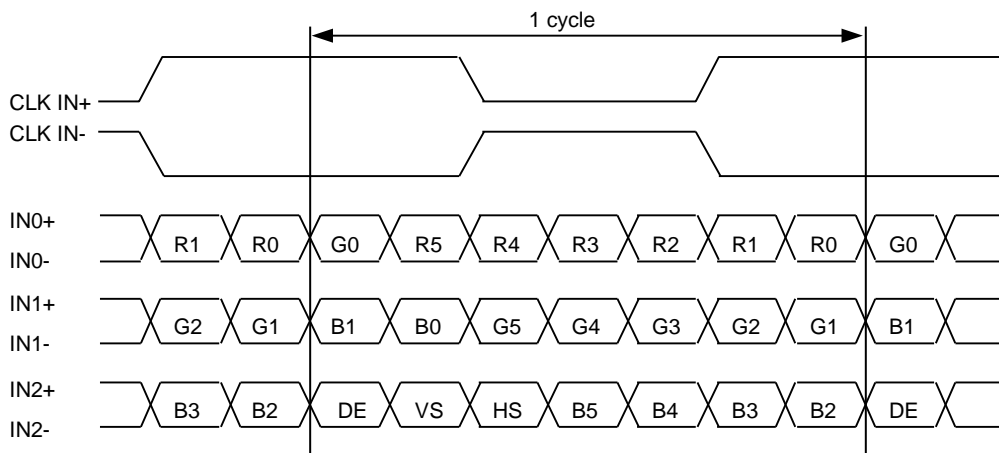 1 cycle
CLK IN+
CLK IN-
IN0+
R1 R0 G0 R5 R4 R3 R2 R1 R0 G0
IN0-
IN1+
G2 G1 B1 B0 G5 G4 G3 G2 G1 B1
IN1-
IN2+
B3 B2 DE VS HS B5 B4 B3 B2 DE
IN2-